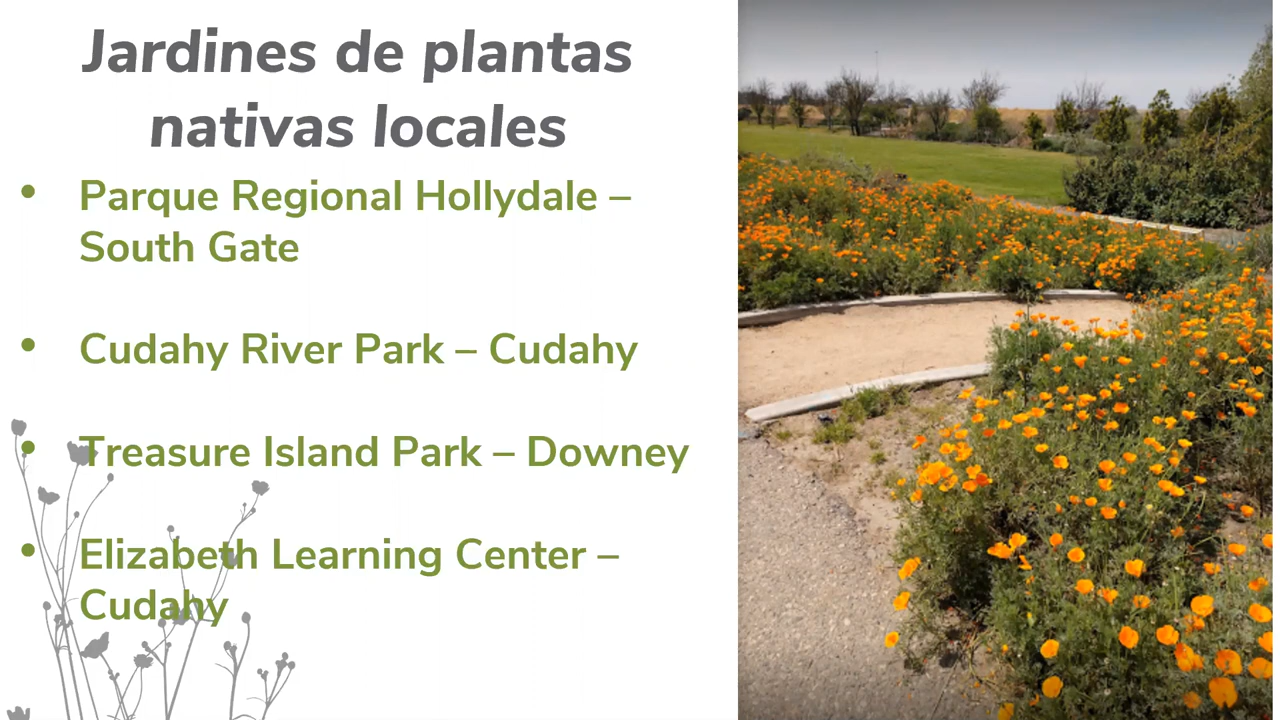 Jardines de plantas
nativas locales
• Parque Regional Hollydale –
South Gate
• Cudahy River Park – Cudahy
• Treasure Island Park – Downey
• Elizabeth Learning Center –
Cudahy